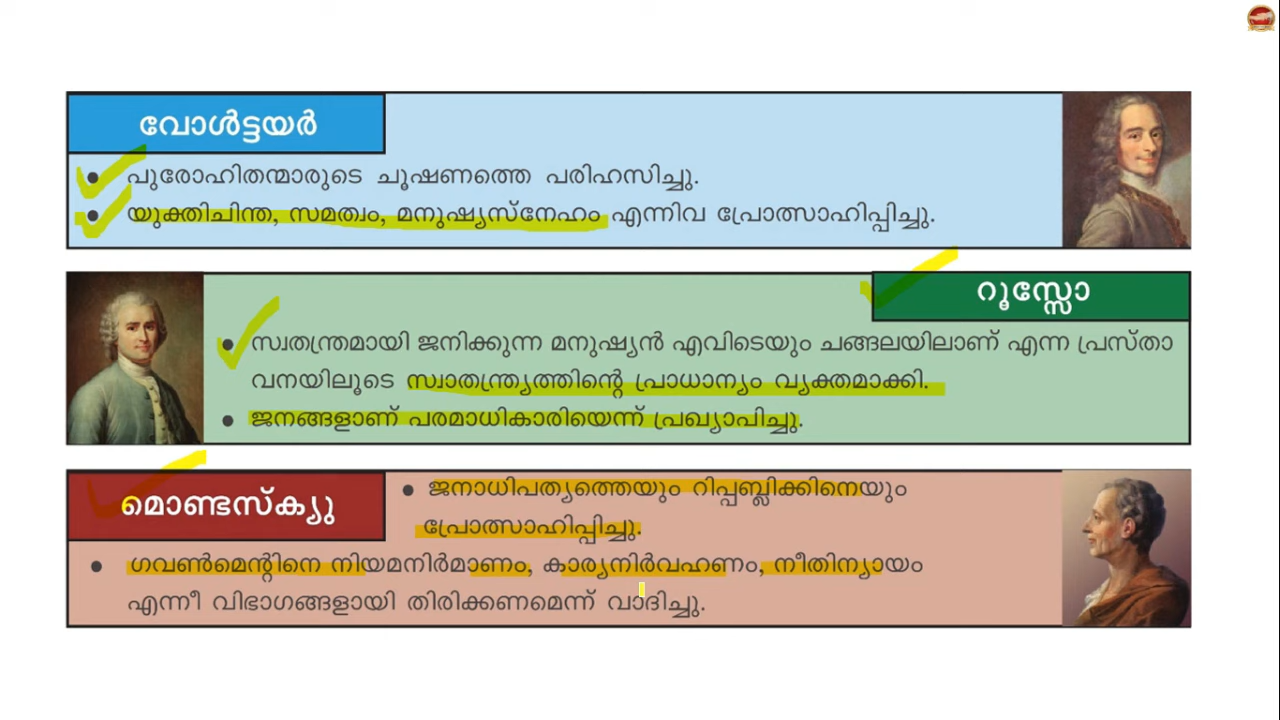 വോൾട്ടയർ
പുരോഹിതന്മാരുടെ ചൂഷണത്തെ പരിഹസിച്ചു.
യുക്തിചിന്ത, സമത്വം, മനുഷ്യസ്നേഹം എന്നിവ പ്രോത്സാഹിപ്പിച്ചു.
റൂസ്സോ
സ്വതന്ത്രമായി ജനിക്കുന്ന മനുഷ്യൻ എവിടെയും ചങ്ങലയിലാണ് എന്ന പ്രസ്താ
വനയിലൂടെ സ്വാതന്ത്ര്യത്തിന്റെ പ്രാധാന്യം വ്യക്തമാക്കി.
ജനങ്ങളാണ് പരമാധികാരിയെന്ന് പ്രഖ്യാപിച്ചു.
മൊണ്ടസ്ക്യു
ജനാധിപത്യത്തെയും റിപ്പബ്ലിക്കിനെയും
പ്രോത്സാഹിപ്പിച്ചു.
ഗവൺമെന്റിനെ നിയമനിർമാണം, കാര്യനിർവഹണം, നീതിന്യായം
എന്നീ വിഭാഗങ്ങളായി തിരിക്കണമെന്ന് വാദിച്ചു.